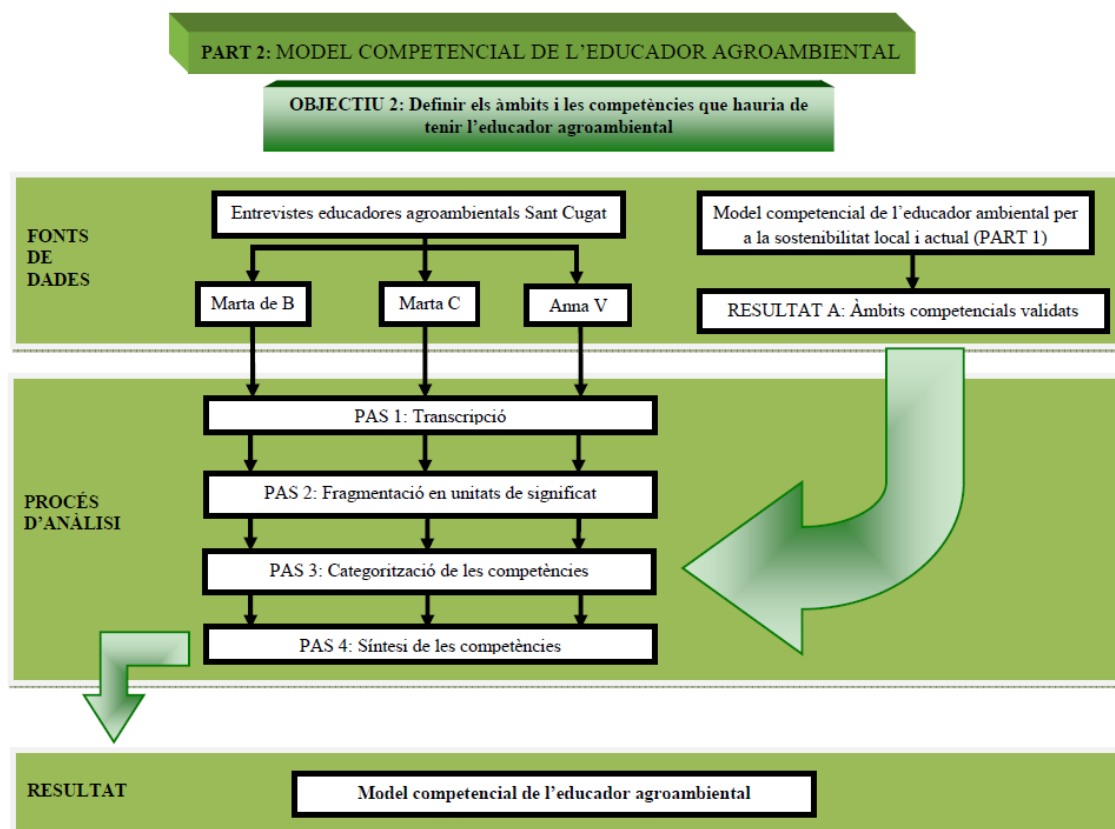 PART 2: MODEL COMPETENCIAL DE L'EDUCADOR AGROAMBIENTAL
OBJECTIU 2: Definir els àmbits i les competències que hauria de
tenir l'educador agroambiental
FONTS
DE
DADES
Entrevistes educadores agroambientals Sant Cugat
Marta de B
Marta C
Anna V
Model competencial de l'educador ambiental per
a la sostenibilitat local i actual (PART 1)
RESULTAT A: Àmbits competencials validats
PROCÉS
D'ANÀLISI
PAS 1: Transcripció
PAS 2: Fragmentació en unitats de significat
PAS 3: Categorització de les competències
PAS 4: Síntesi de les competències
RESULTAT
Model competencial de l'educador agroambiental